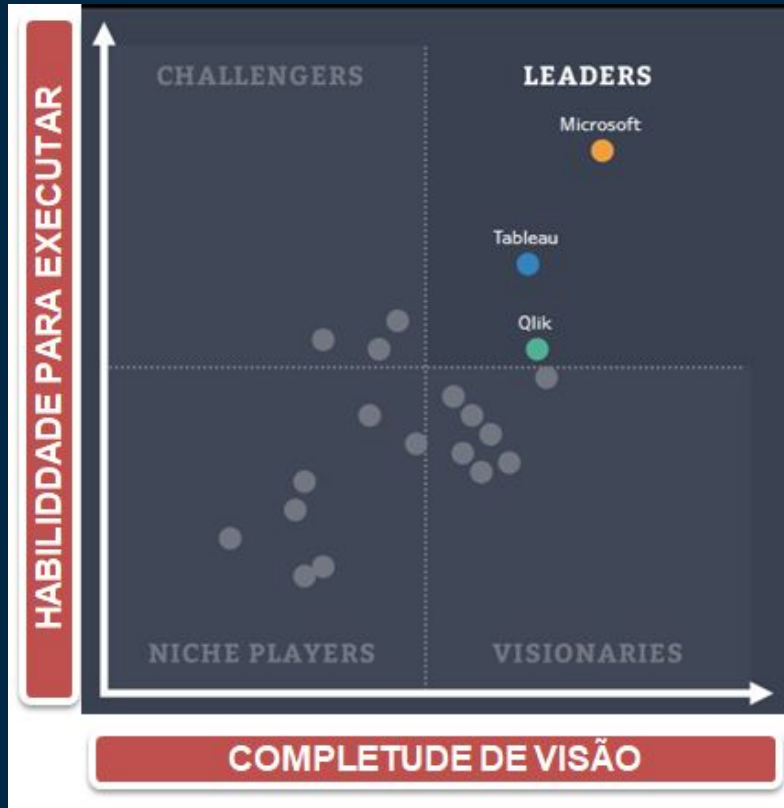 HABILIDDADE PARA EXECUTAR
CHALLENGERS
LEADERS
Microsoft
Tableau
Qlik
NICHE PLAYERS
VISIONARIES
COMPLETUDE DE VISÃO